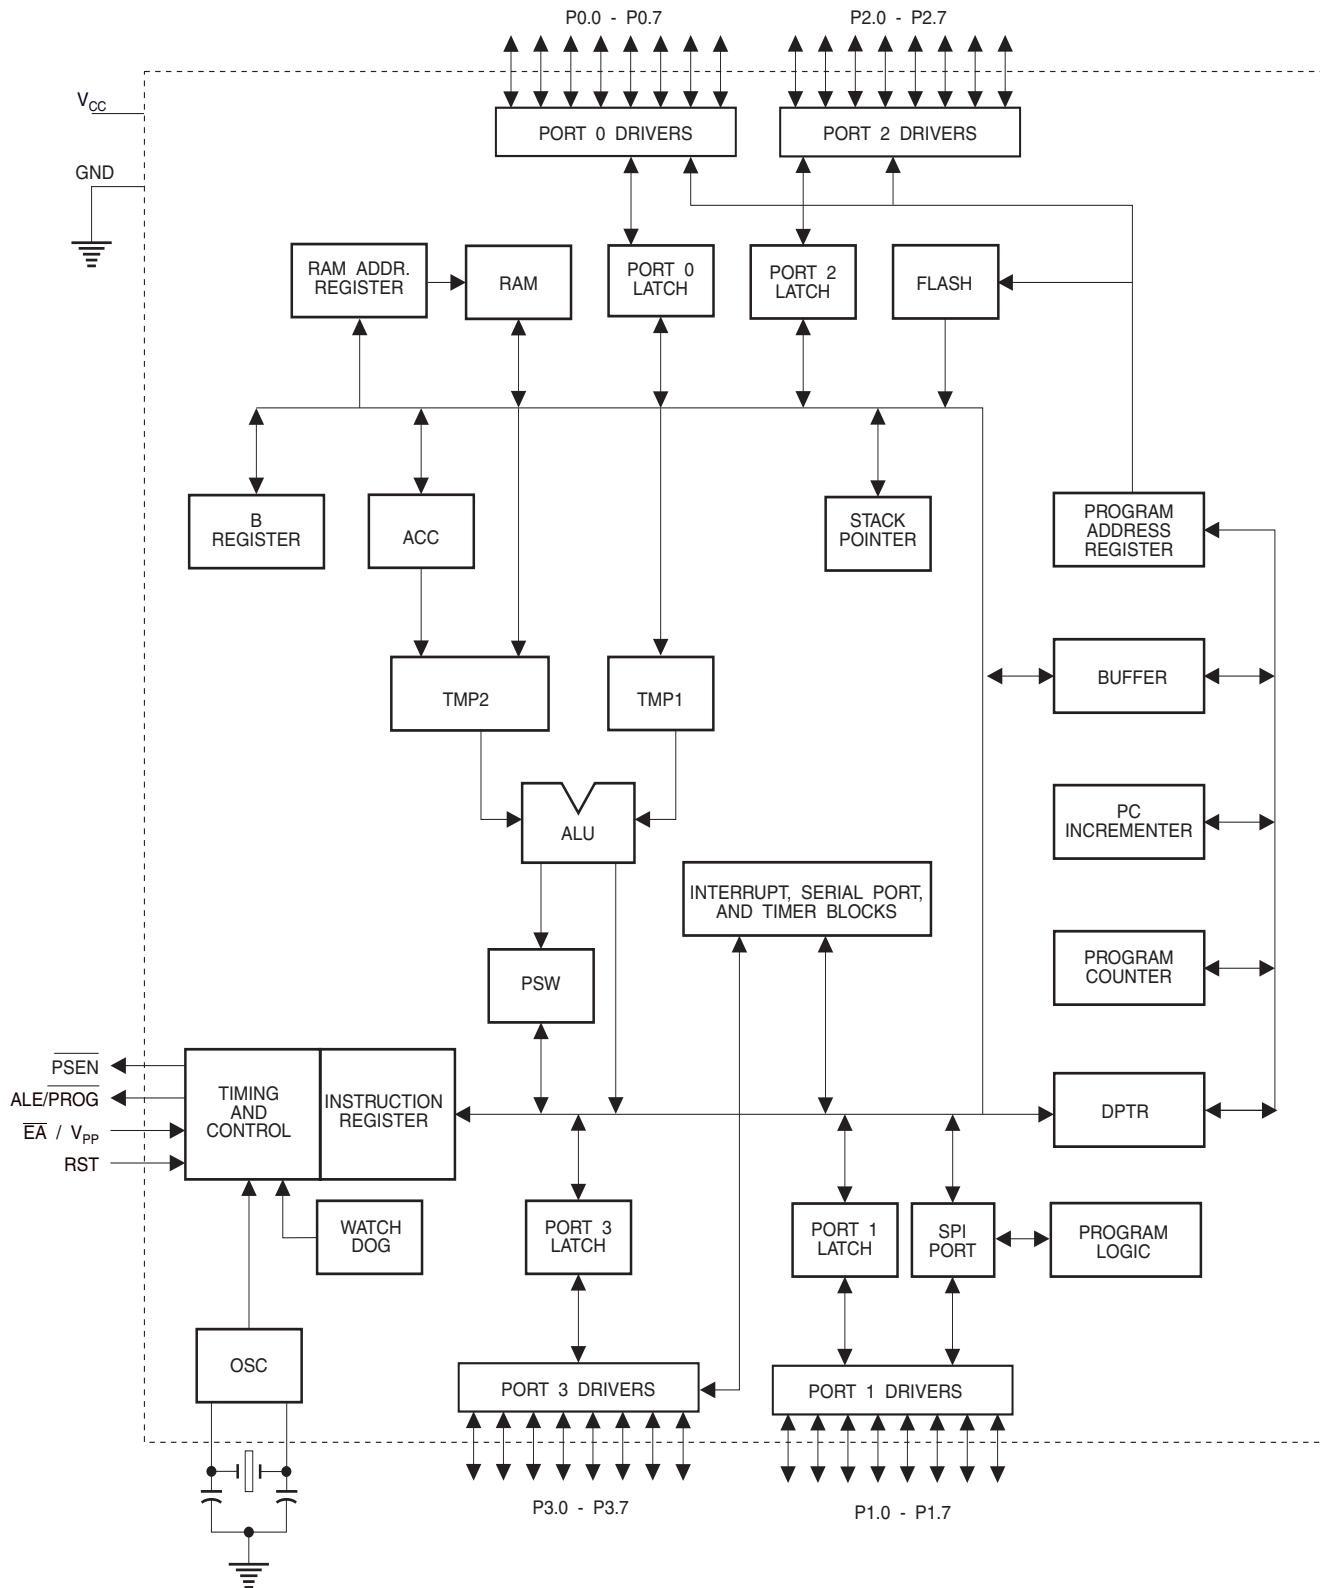 P0.0 - P0.7
P2.0 - P2.7
VCC
PORT 0 DRIVERS
PORT 2 DRIVERS
GND
RAM ADDR.
REGISTER
RAM
PORT 0
LATCH
PORT 2
LATCH
FLASH
B
REGISTER
ACC
STACK
POINTER
PROGRAM
ADDRESS
REGISTER
TMP2
TMP1
BUFFER
ALU
PC
INCREMENTER
INTERRUPT, SERIAL PORT,
AND TIMER BLOCKS
PSW
PROGRAM
COUNTER
PSEN
ALE/PROG
EA / VPP
RST
TIMING
AND
CONTROL
INSTRUCTION
REGISTER
DPTR
WATCH
DOG
PORT 3
LATCH
PORT 1
LATCH
SPI
PORT
PROGRAM
LOGIC
OSC
PORT 3 DRIVERS
PORT 1 DRIVERS
P3.0 - P3.7
P1.0 - P1.7